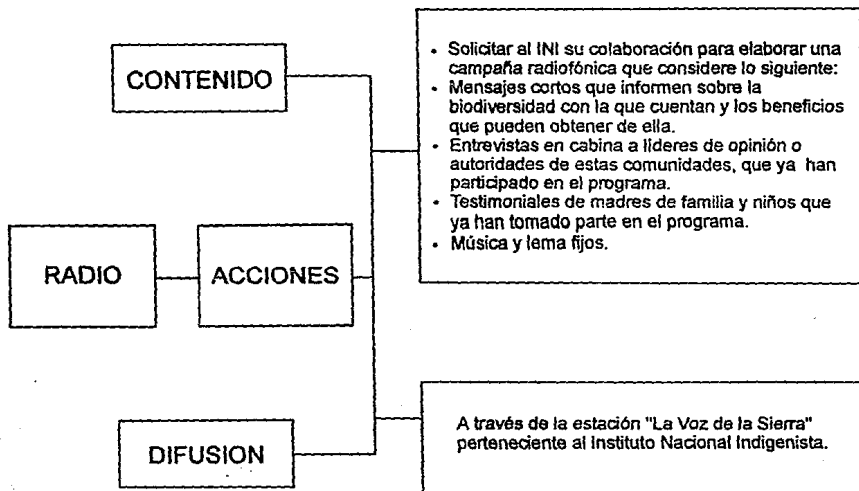 CONTENIDO
• Solicitar al INI su colaboración para elaborar una
campaña radiofónica que considere lo siguiente:
• Mensajes cortos que informen sobre la
biodiversidad con la que cuentan y los beneficios
que pueden obtener de ella.
• Entrevistas en cabina a líderes de opinión o
autoridades de estas comunidades, que ya han
participado en el programa.
• Testimoniales de madres de familia y niños que
ya han tomado parte en el programa.
• Música y lema fijos.
RADIO
ACCIONES
DIFUSION
A través de la estación "La Voz de la Sierra"
perteneciente al Instituto Nacional Indigenista.